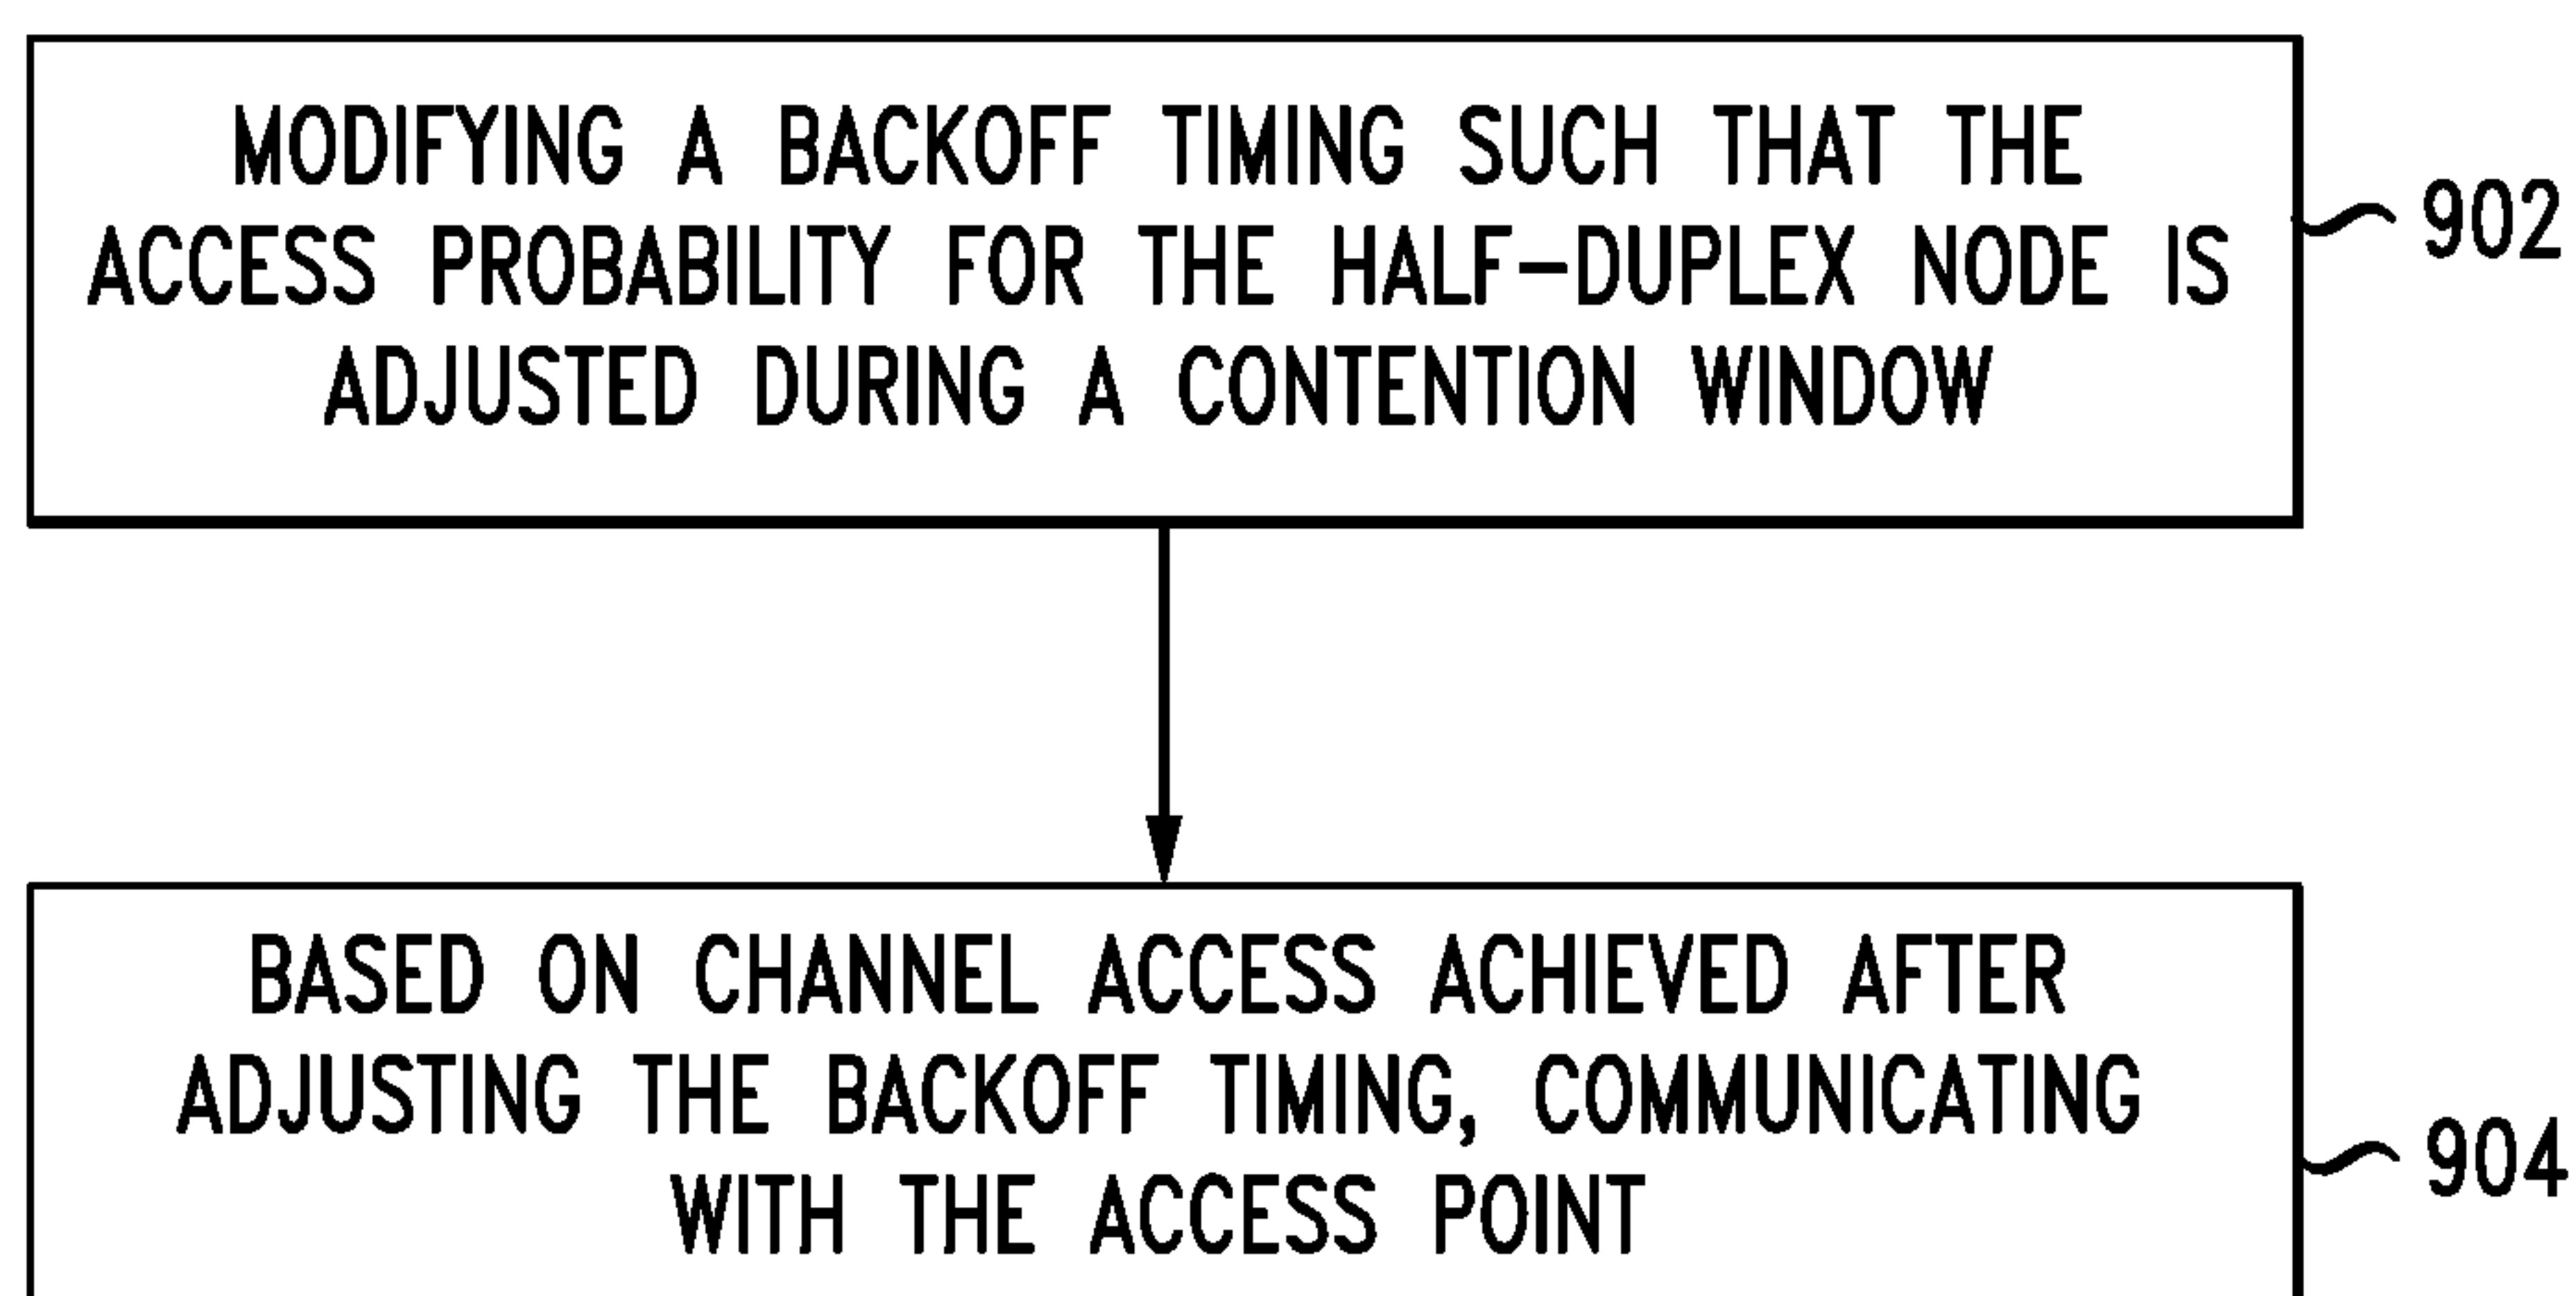 MODIFYING A BACKOFF TIMING SUCH THAT THE
ACCESS PROBABILITY FOR THE HALF-DUPLEX NODE IS
ADJUSTED DURING A CONTENTION WINDOW
902
BASED ON CHANNEL ACCESS ACHIEVED AFTER
ADJUSTING THE BACKOFF TIMING, COMMUNICATING
WITH THE ACCESS POINT
904